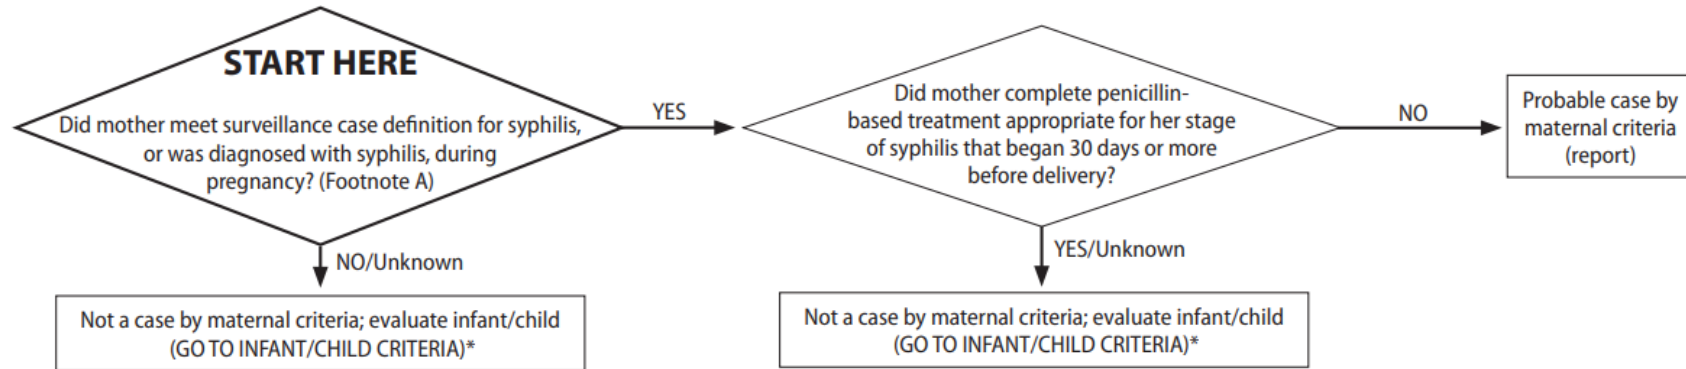 START HERE
Did mother meet surveillance case definition for syphilis,
or was diagnosed with syphilis, during
pregnancy? (Footnote A)
YES
Did mother complete penicillin-
based treatment appropriate for her stage
of syphilis that began 30 days or more
before delivery?
NO
Probable case by
maternal criteria
(report)
NO/Unknown
Not a case by maternal criteria; evaluate infant/child
(GO TO INFANT/CHILD CRITERIA)*
YES/Unknown
Not a case by maternal criteria; evaluate infant/child
(GO TO INFANT/CHILD CRITERIA)*